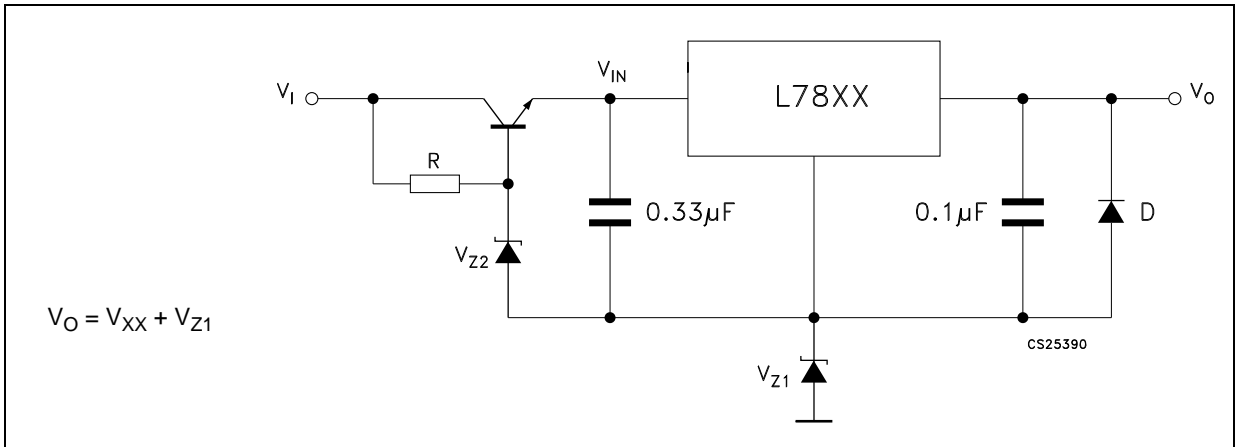 V_I
V_IN
L78XX
V_O
R
0.33µF
0.1µF
D
V_Z2
V_O = V_XX + V_Z1
CS25390
V_Z1